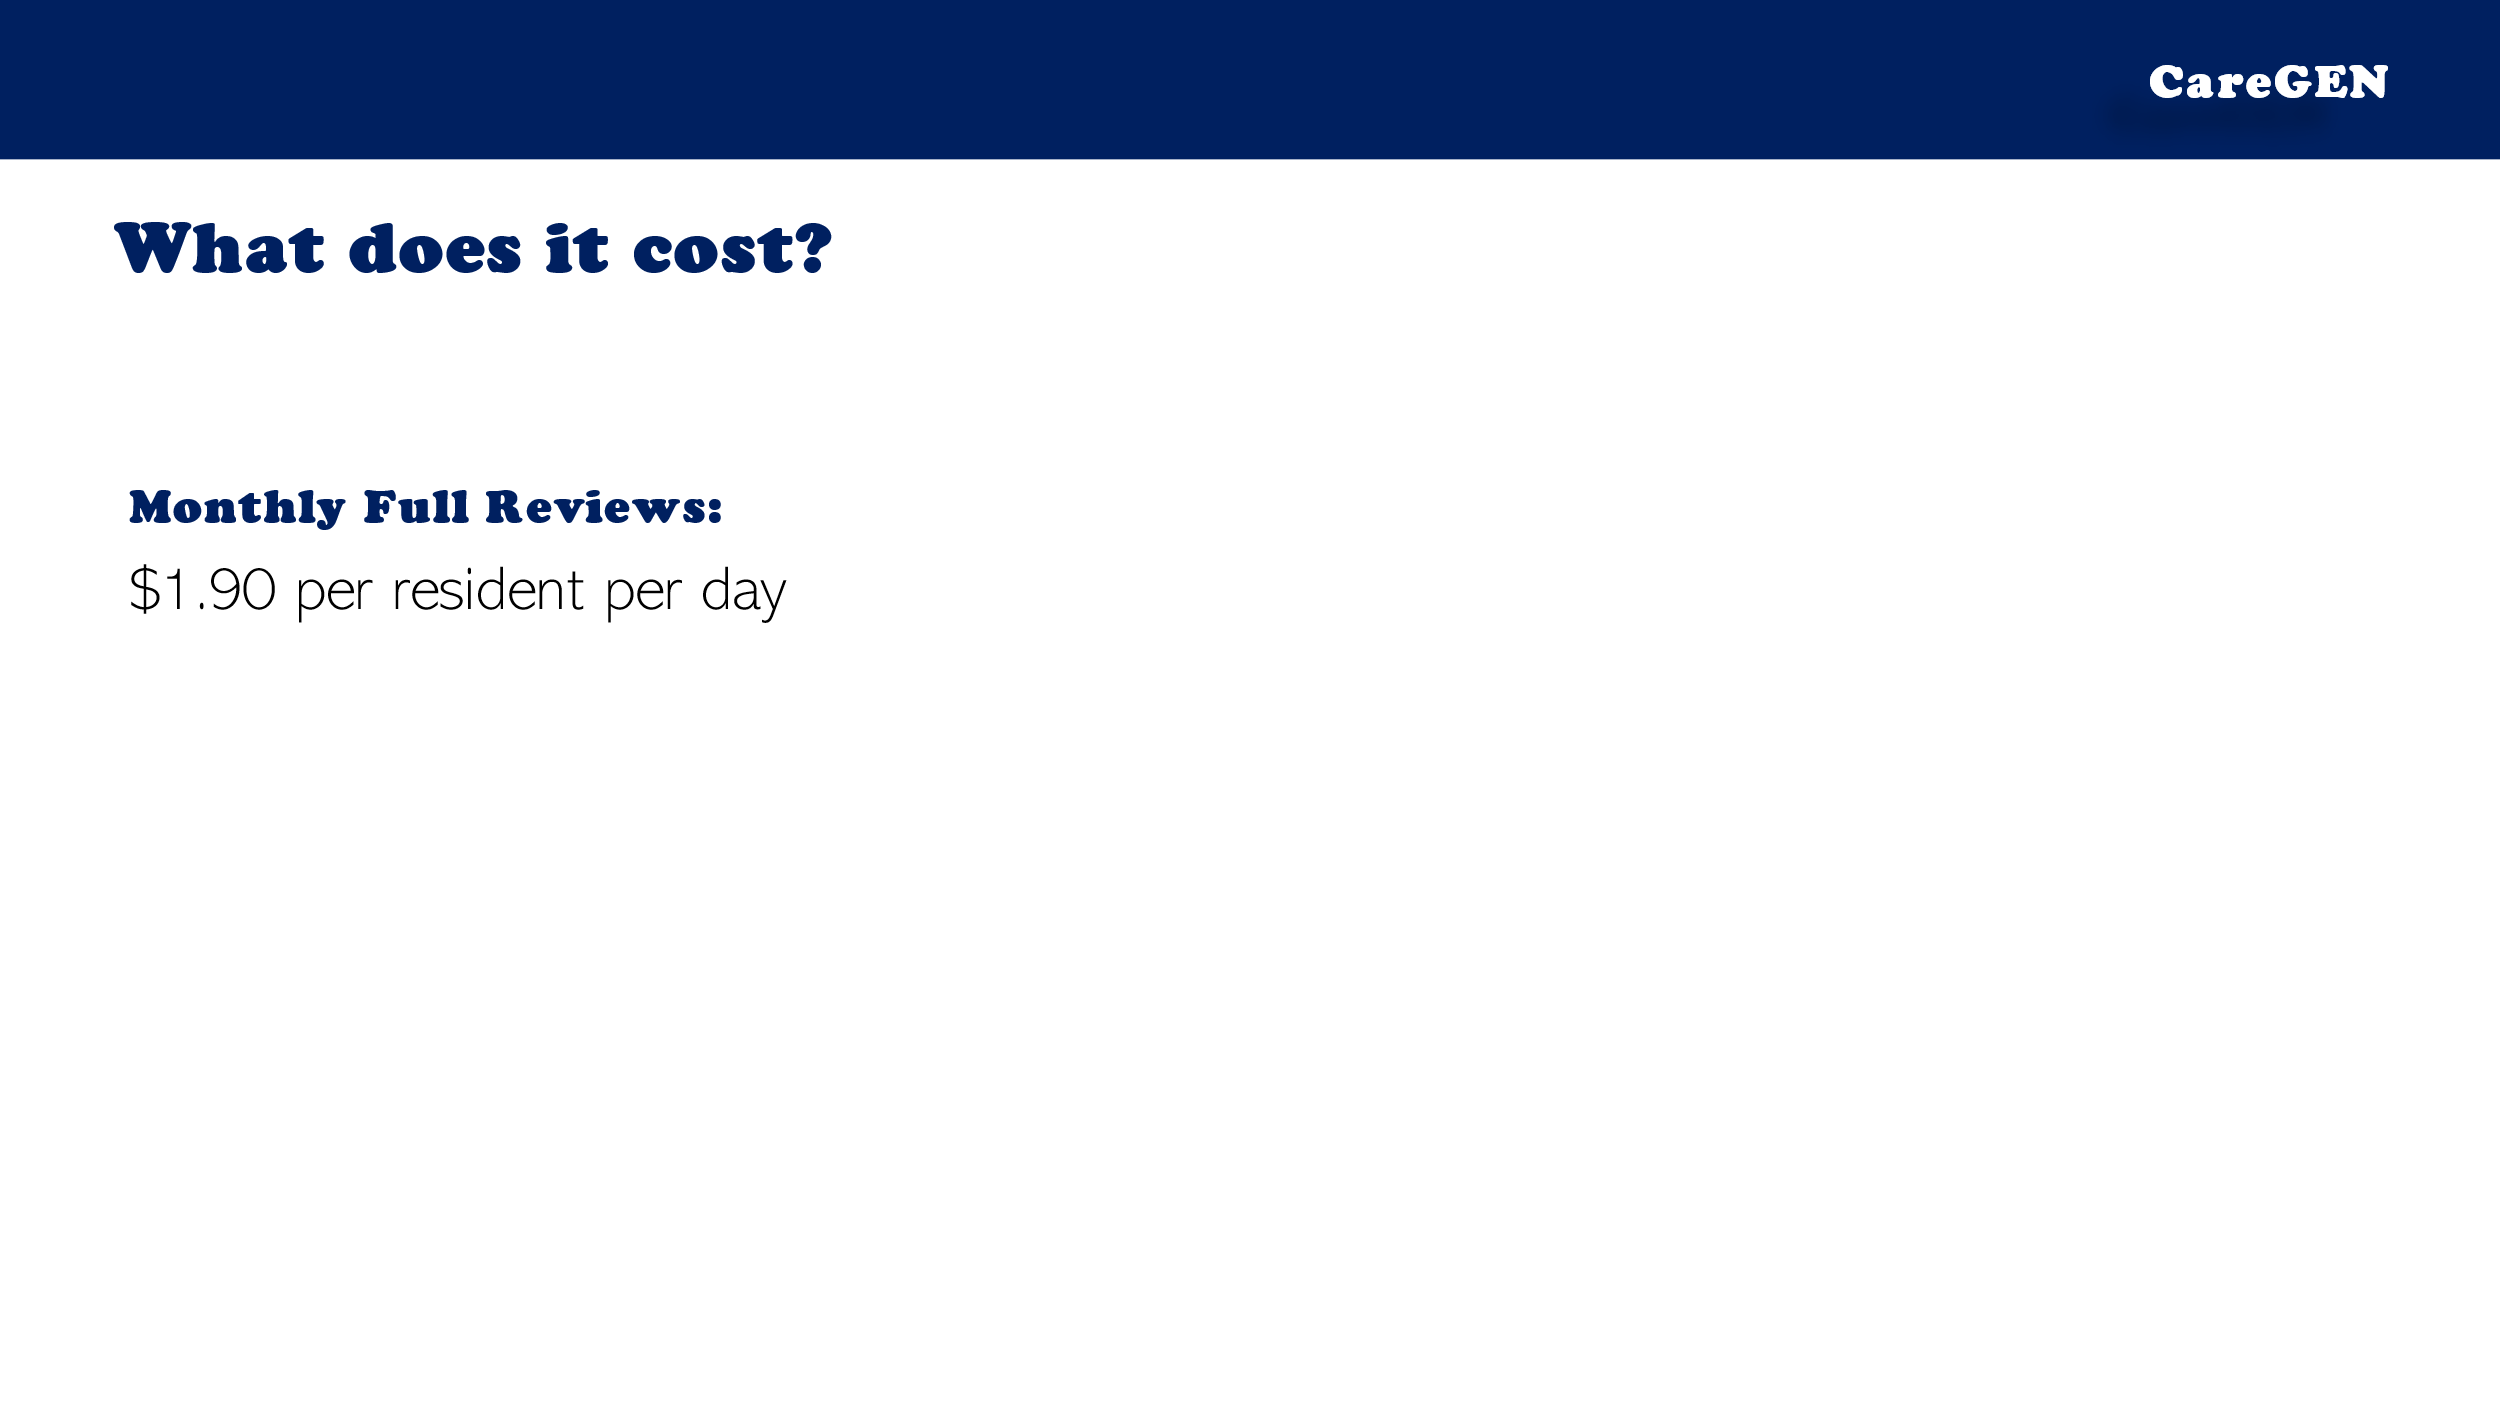 CareGEN
What does it cost?
Monthly Full Reviews:
$1.90 per resident per day